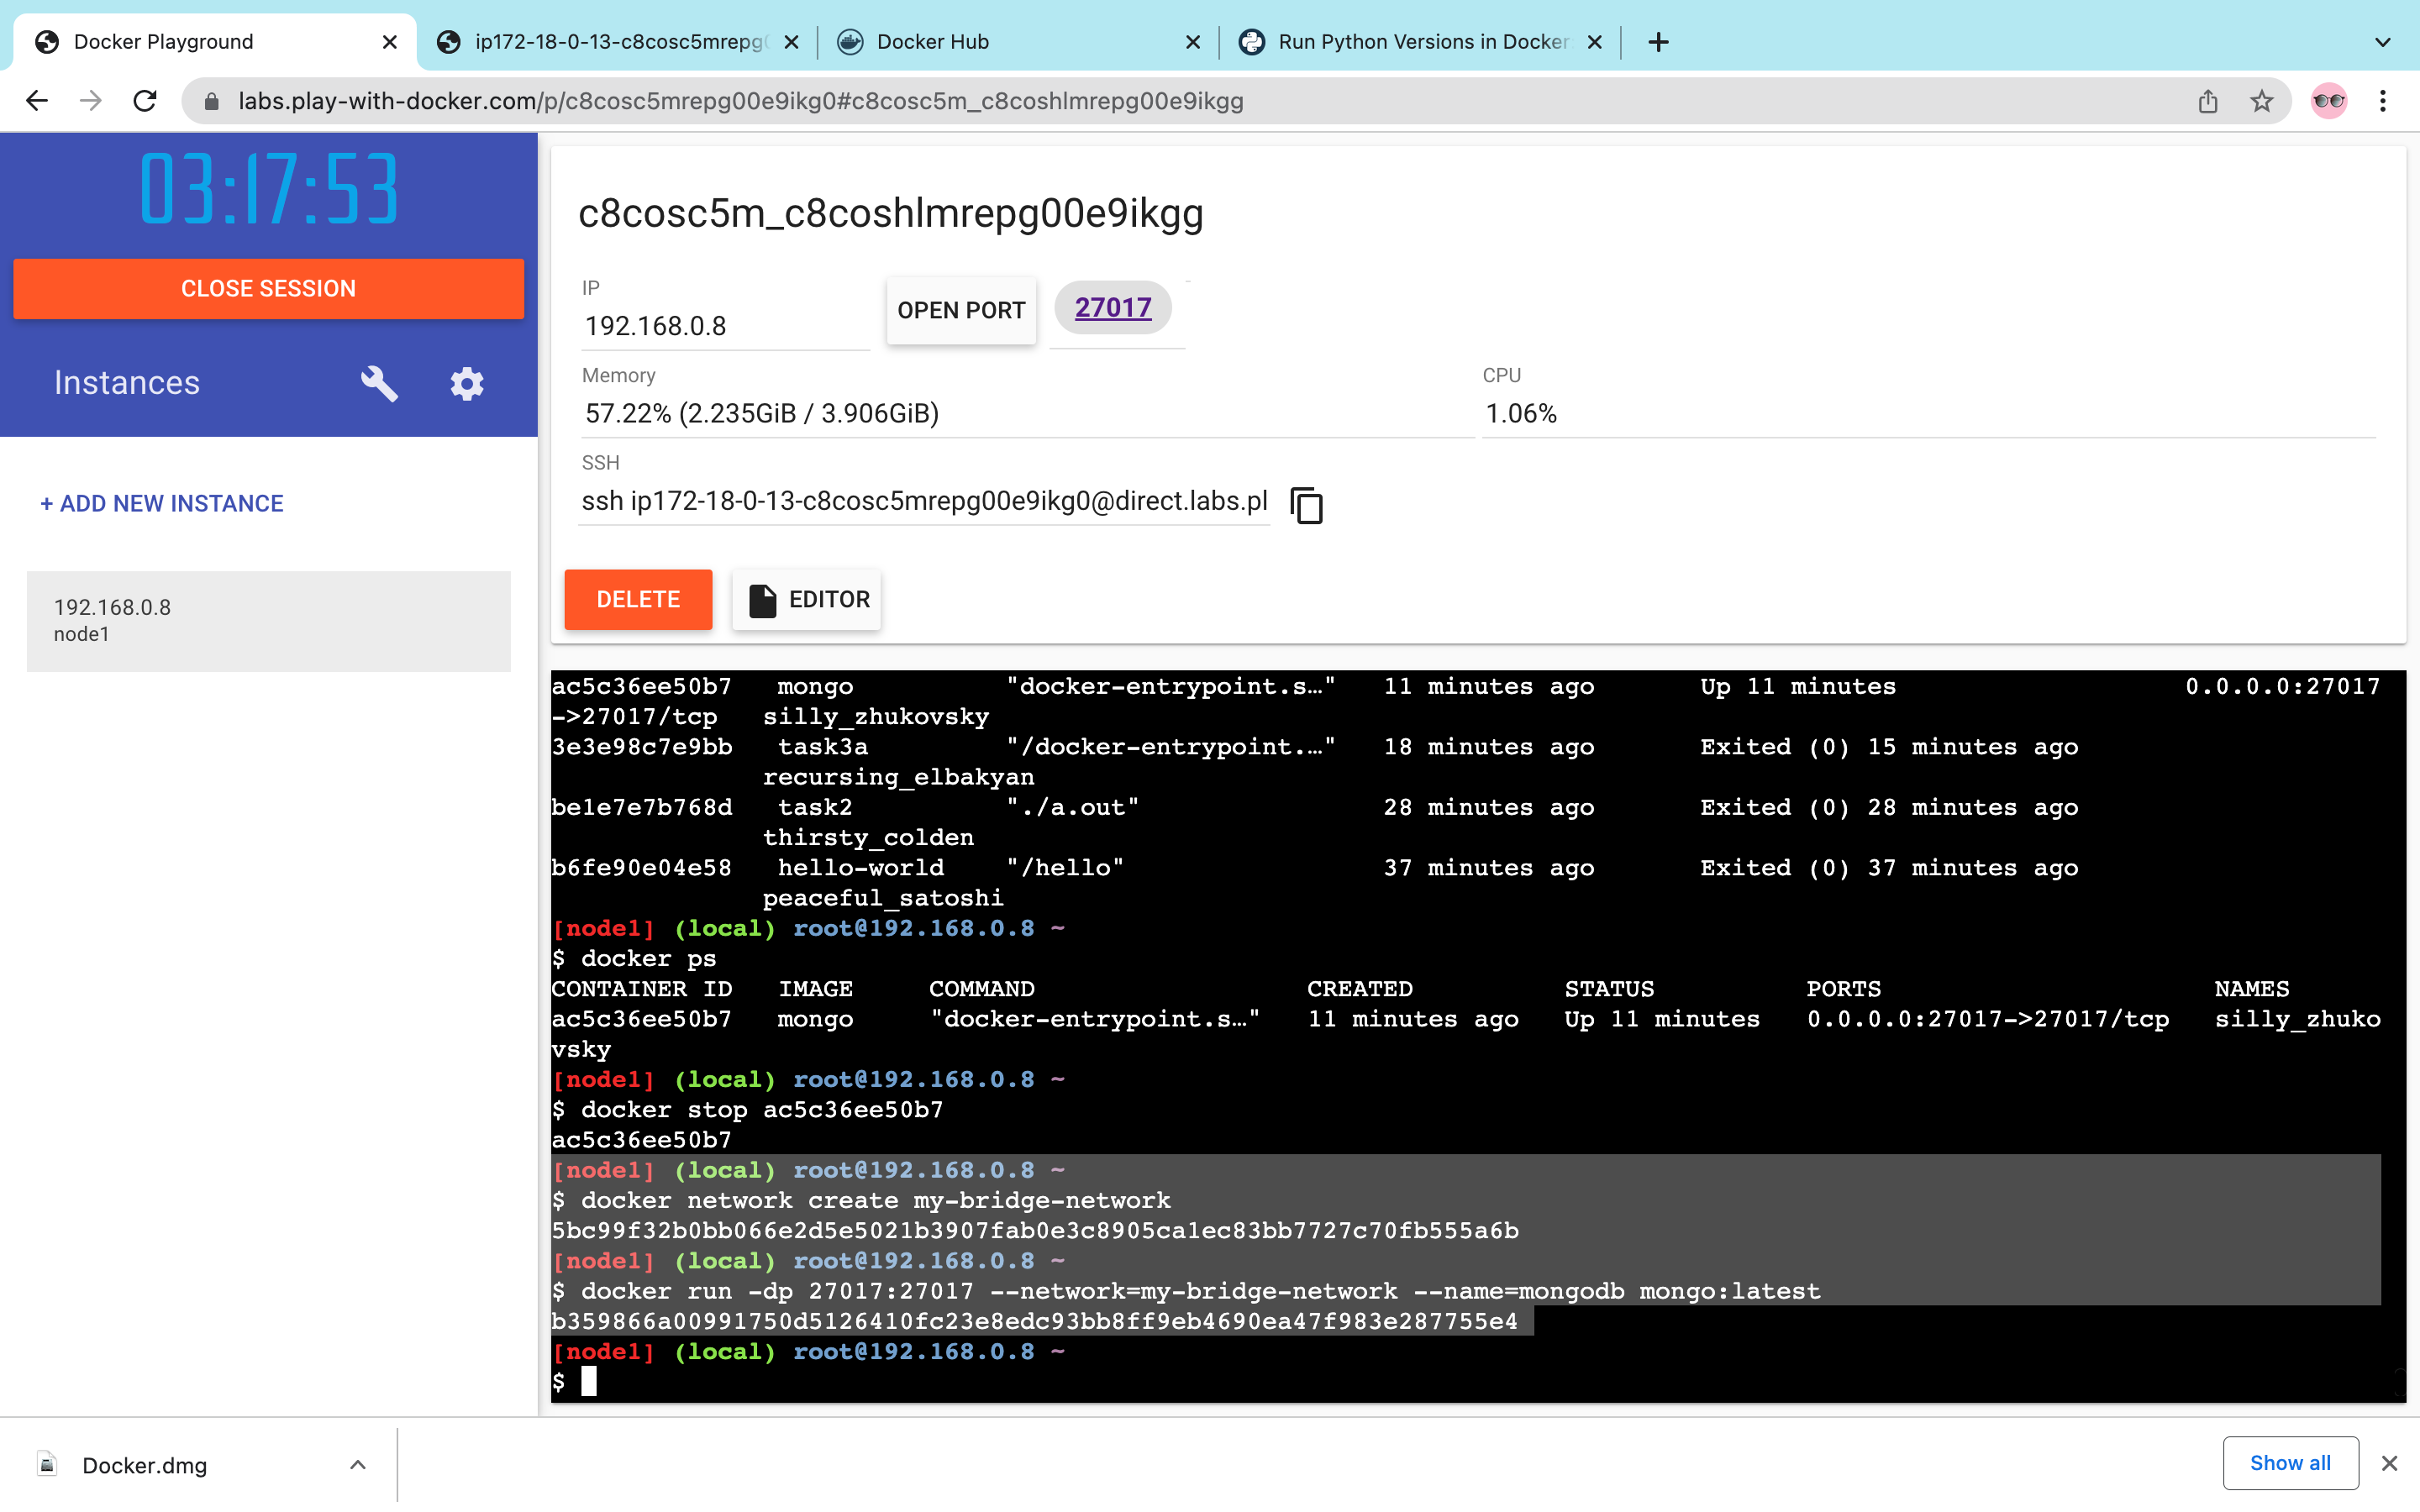 Docker Playground
ip172-18-0-13-c8cosc5mrepg0
Docker Hub
Run Python Versions in Docker
labs.play-with-docker.com/p/c8cosc5mrepg00e9ikg0#c8cosc5m_c8coshlmrepg00e9ikgg
03:17:53
CLOSE SESSION
Instances
+ ADD NEW INSTANCE
192.168.0.8
node1
c8cosc5m_c8coshlmrepg00e9ikgg
IP
192.168.0.8
OPEN PORT
27017
Memory
57.22% (2.235GiB / 3.906GiB)
CPU
1.06%
SSH
ssh ip172-18-0-13-c8cosc5mrepg00e9ikg0@direct.labs.pl
DELETE
EDITOR
ac5c36ee50b7 mongo "docker-entrypoint.s…" 11 minutes ago Up 11 minutes 0.0.0.0:27017
->27017/tcp silly_zhukovsky
3e3e98c7e9bb task3a "/docker-entrypoint.…" 18 minutes ago Exited (0) 15 minutes ago
recursing_elbakyan
be1e7e7b768d task2 "./a.out" 28 minutes ago Exited (0) 28 minutes ago
thirsty_colden
b6fe90e04e58 hello-world "/hello" 37 minutes ago Exited (0) 37 minutes ago
peaceful_satoshi
[node1] (local) root@192.168.0.8 ~
$ docker ps
CONTAINER ID IMAGE COMMAND CREATED STATUS PORTS NAMES
ac5c36ee50b7 mongo "docker-entrypoint.s…" 11 minutes ago Up 11 minutes 0.0.0.0:27017->27017/tcp silly_zhuko
vsky
[node1] (local) root@192.168.0.8 ~
$ docker stop ac5c36ee50b7
ac5c36ee50b7
[node1] (local) root@192.168.0.8 ~
$ docker network create my-bridge-network
5bc99f32b0bb066e2d5e5021b3907fab0e3c8905ca1ec83bb7727c70fb555a6b
[node1] (local) root@192.168.0.8 ~
$ docker run -dp 27017:27017 --network=my-bridge-network --name=mongodb mongo:latest
b359866a00991750d5126410fc23e8edc93bb8ff9eb4690ea47f983e287755e4
[node1] (local) root@192.168.0.8 ~
$
Docker.dmg
Show all